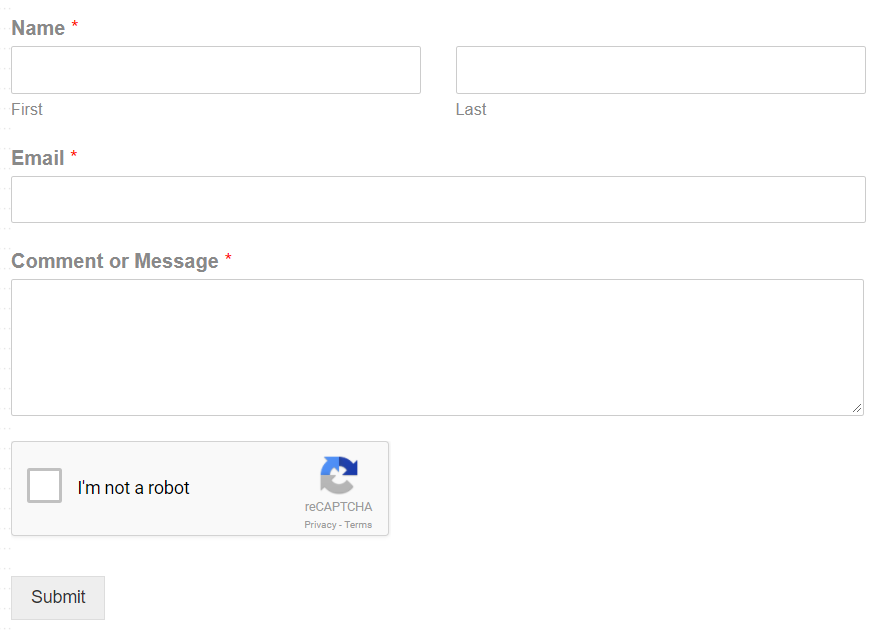 Name *
First Last
Email *
Comment or Message *
I'm not a robot
reCAPTCHA
Privacy - Terms
Submit